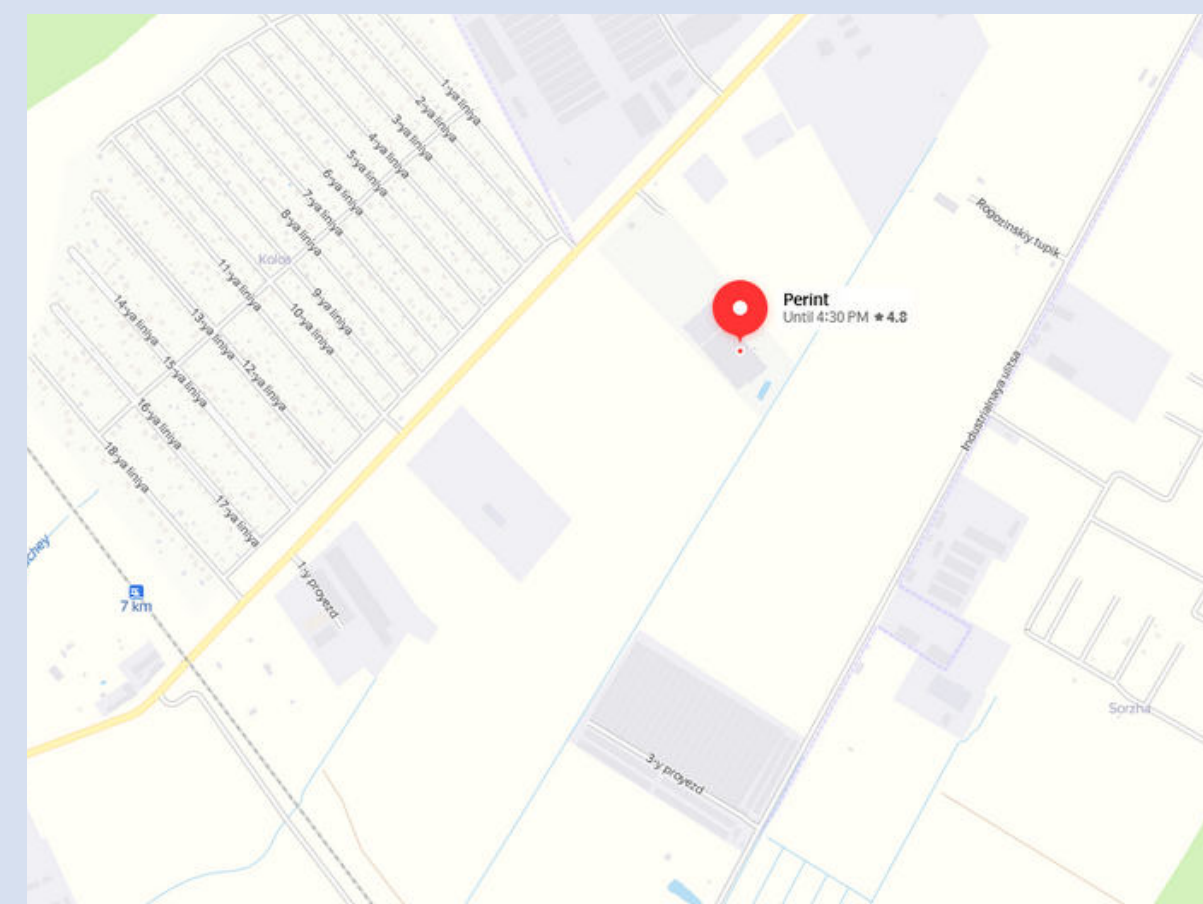 1-ya liniya
2-ya liniya
3-ya liniya
4-ya liniya
5-ya liniya
6-ya liniya
7-ya liniya
8-ya liniya
Kolos
11-ya liniya
9-ya liniya
10-ya liniya
14-ya liniya
13-ya liniya
12-ya liniya
15-ya liniya
16-ya liniya
18-ya liniya
17-ya liniya
Rogozinskiy tupik
Perint
Until 4:30 PM ★ 4.8
Industrialnaya ulitsa
chey
7 km
1-y proyezd
Sorzha
3-y proyezd